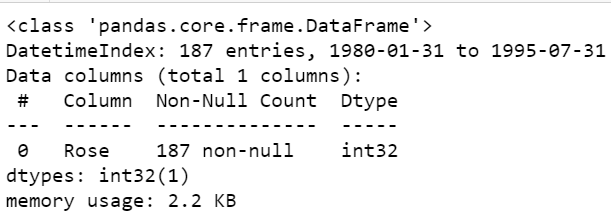 <class 'pandas.core.frame.DataFrame'>
DatetimeIndex: 187 entries, 1980-01-31 to 1995-07-31
Data columns (total 1 columns):
 #   Column  Non-Null Count  Dtype
---  ------  --------------  -----
 0   Rose    187 non-null    int32
dtypes: int32(1)
memory usage: 2.2 KB